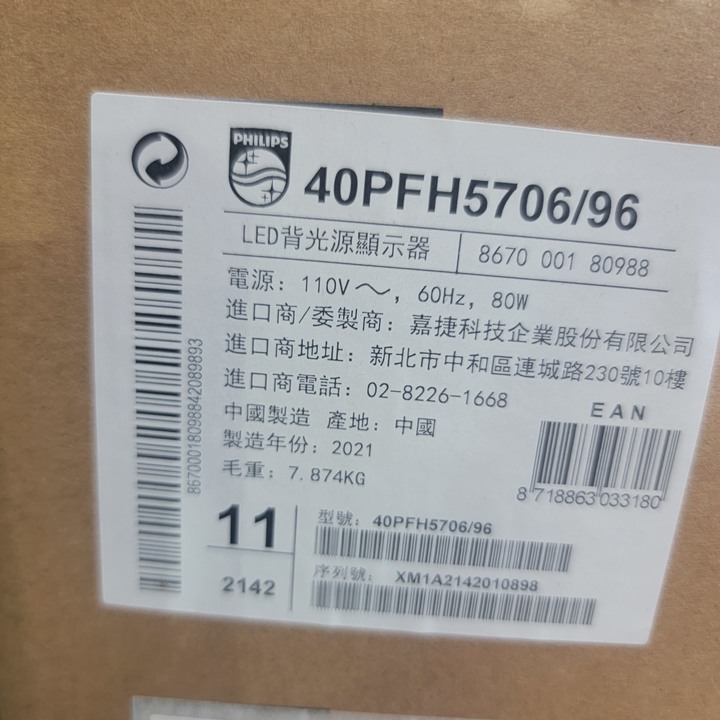 PHILIPS
40PFH5706/96
LED背光源顯示器
8670 001 80988
電源: 110V～, 60Hz, 80W
進口商/委製商: 嘉捷科技企業股份有限公司
進口商地址: 新北市中和區連城路230號10樓
進口商電話: 02-8226-1668
中國製造 產地: 中國
製造年份: 2021
毛重: 7.874KG
EAN
8 718863 033180
8670001809884208989​3
11
2142
型號: 40PFH5706/96
序列號: XM1A2142010898